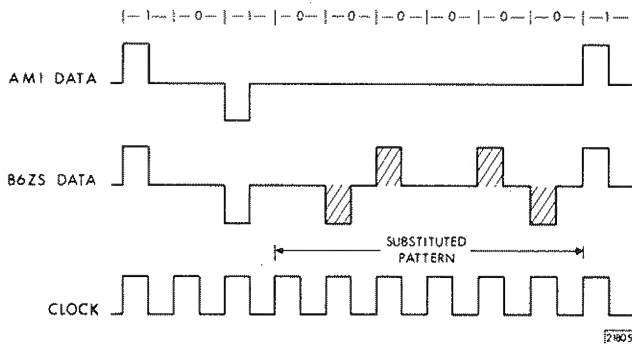 |—1—|—0—|—1—|—0—|—0—|—0—|—0—|—0—|—0—|—1—|
AMI DATA
B6ZS DATA
SUBSTITUTED
PATTERN
CLOCK
21805